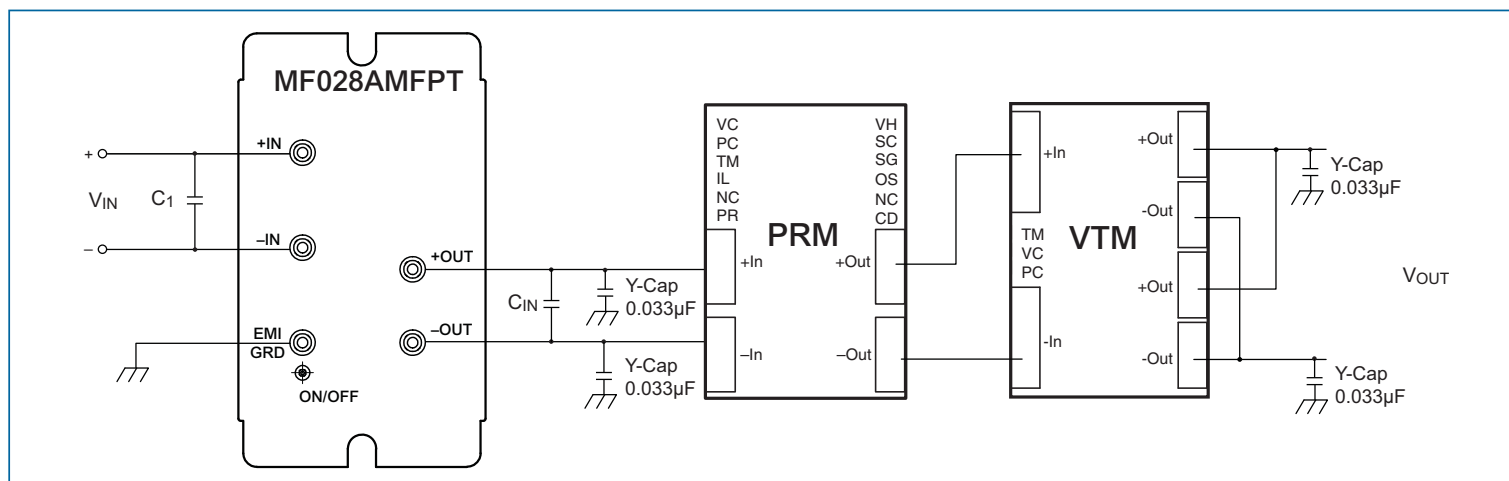 MF028AMFPT
+IN
–IN
EMI
GRD
ON/OFF
+OUT
–OUT
+
VIN
–
C1
CIN
Y-Cap
0.033µF
Y-Cap
0.033µF
VC
PC
TM
IL
NC
PR
VH
SC
SG
OS
NC
CD
PRM
+In
–In
+Out
–Out
+In
TM
VC
PC
-In
VTM
+Out
-Out
+Out
-Out
Y-Cap
0.033µF
VOUT
Y-Cap
0.033µF